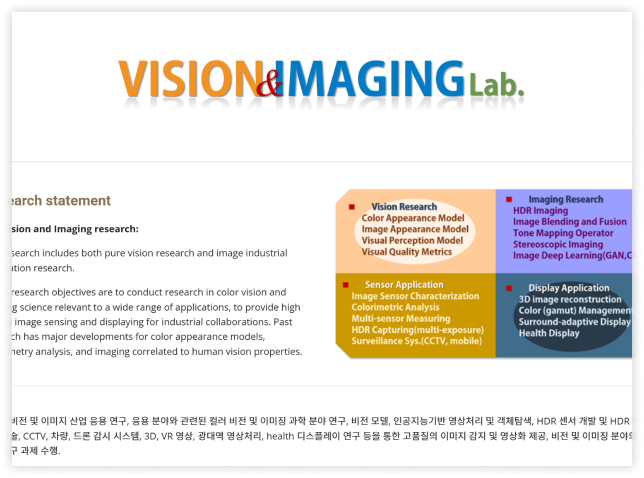 VISION&IMAGING Lab.
earch statement
sion and Imaging research:
search includes both pure vision research and image industrial
ation research.
research objectives are to conduct research in color vision and
g science relevant to a wide range of applications, to provide high
image sensing and displaying for industrial collaborations. Past
ch has major developments for color appearance models,
metry analysis, and imaging correlated to human vision properties.
Vision Research
Color Appearance Model
Image Appearance Model
Visual Perception Model
Visual Quality Metrics
Imaging Research
HDR Imaging
Image Blending and Fusion
Tone Mapping Operator
Stereoscopic Imaging
Image Deep Learning(GAN,C
Sensor Application
Image Sensor Characterization
Colorimetric Analysis
Multi-sensor Measuring
HDR Capturing(multi-exposure)
Surveillance Sys.(CCTV, mobile)
Display Application
3D image reconstruction
Color (gamut) Managemen
Surround-adaptive Display
Health Display
비전 및 이미지 산업 응용 연구, 응용 분야와 관련된 컬러 비전 및 이미징 과학 분야 연구, 비전 모델, 인공지능기반 영상처리 및 객체탐색, HDR 센서 개발 및 HDR
술, CCTV, 차량, 드론 감시 시스템, 3D, VR 영상, 광대역 영상처리, health 디스플레이 연구 등을 통한 고품질의 이미지 감지 및 영상화 제공, 비전 및 이미징 분야의
구 과제 수행.